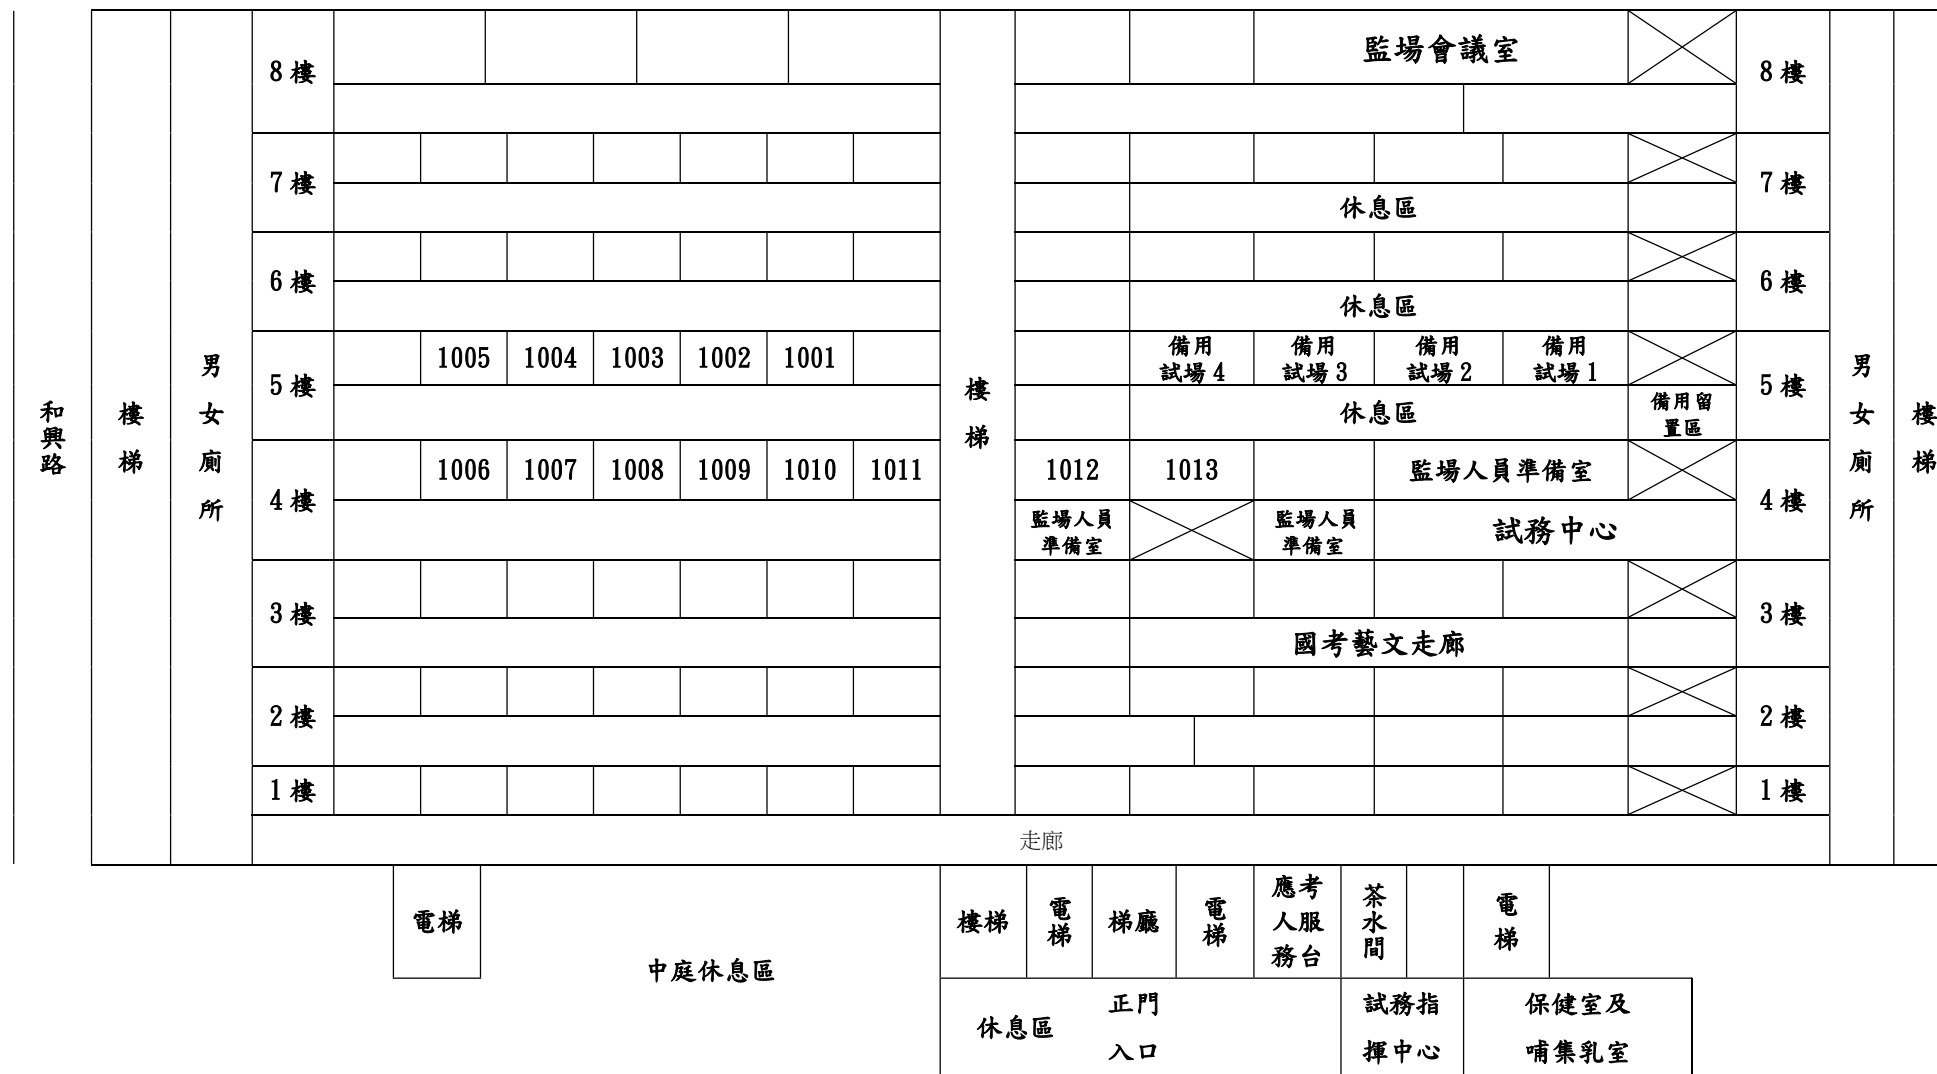 監場會議室
8樓
8樓
7樓
休息區
7樓
6樓
休息區
6樓
5樓
1005
1004
1003
1002
1001
備用
試場4
備用
試場3
備用
試場2
備用
試場1
休息區
備用留
置區
5樓
和興路
樓梯
男女廁所
樓梯
男女廁所
樓梯
4樓
1006
1007
1008
1009
1010
1011
1012
1013
監場人員準備室
監場人員
準備室
監場人員
準備室
試務中心
4樓
3樓
國考藝文走廊
3樓
2樓
2樓
1樓
1樓
走廊
電梯
中庭休息區
樓梯
電梯
梯廳
電梯
應考
人服
務台
茶水間
電梯
休息區
正門
入口
試務指
揮中心
保健室及
哺集乳室